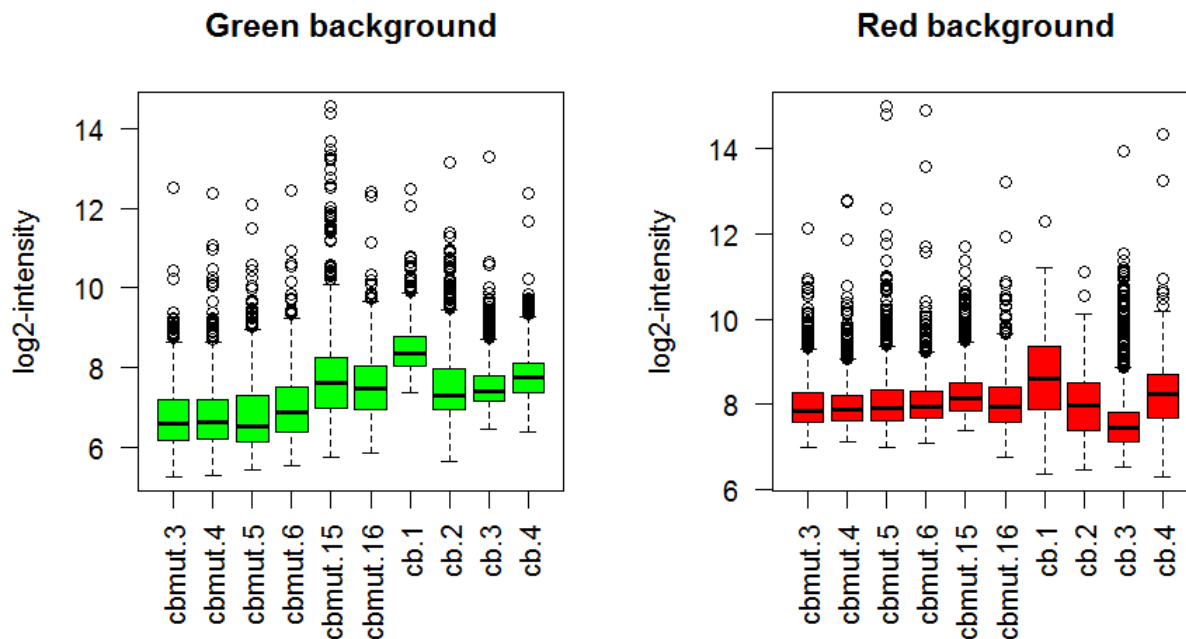 Green background
log2-intensity
14
12
10
8
6
cbmut.3
cbmut.4
cbmut.5
cbmut.6
cbmut.15
cbmut.16
cb.1
cb.2
cb.3
cb.4
Red background
log2-intensity
14
12
10
8
6
cbmut.3
cbmut.4
cbmut.5
cbmut.6
cbmut.15
cbmut.16
cb.1
cb.2
cb.3
cb.4